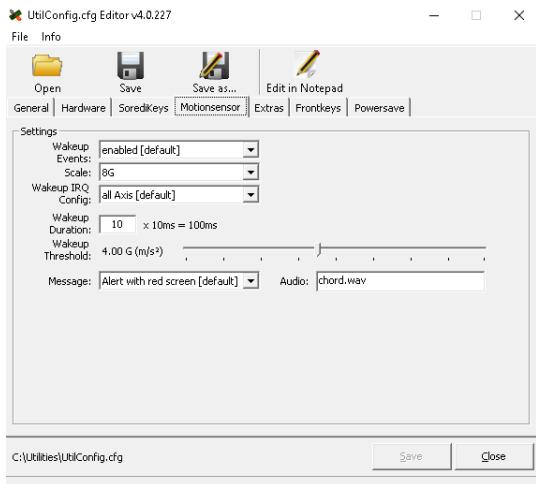 UtilConfig.cfg Editor v4.0.227
File Info
Open Save Save as... Edit in Notepad
General Hardware SorediKeys Motionsensor Extras Frontkeys Powersave
Settings
Wakeup Events: enabled [default]
Scale: 8G
Wakeup IRQ Config: all Axis [default]
Wakeup Duration: 10 x 10ms = 100ms
Wakeup Threshold: 4.00 G (m/s²)
Message: Alert with red screen [default] Audio: chord.wav
C:\Utilities\UtilConfig.cfg Save Close